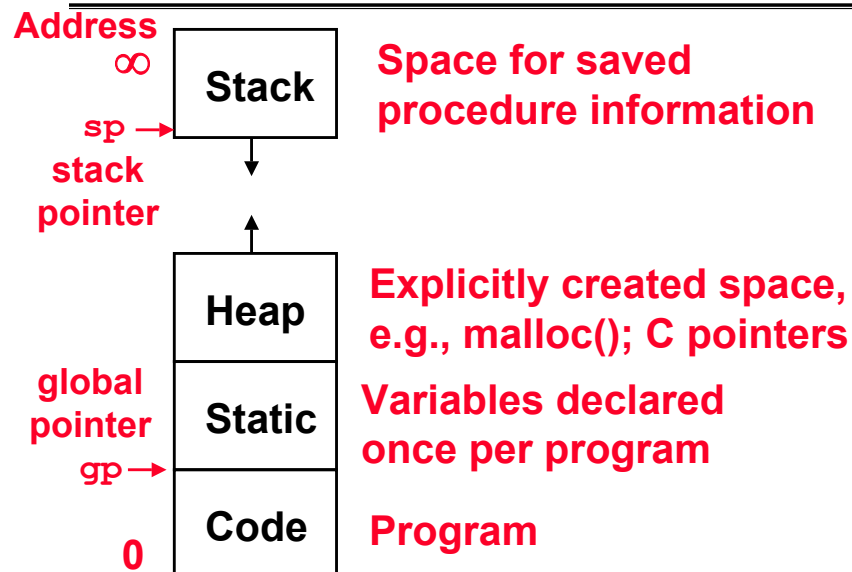 Address
∞
Stack
Space for saved
procedure information
sp
stack
pointer
Heap
Explicitly created space,
e.g., malloc(); C pointers
global
pointer
Static
Variables declared
once per program
gp
Code
Program
0